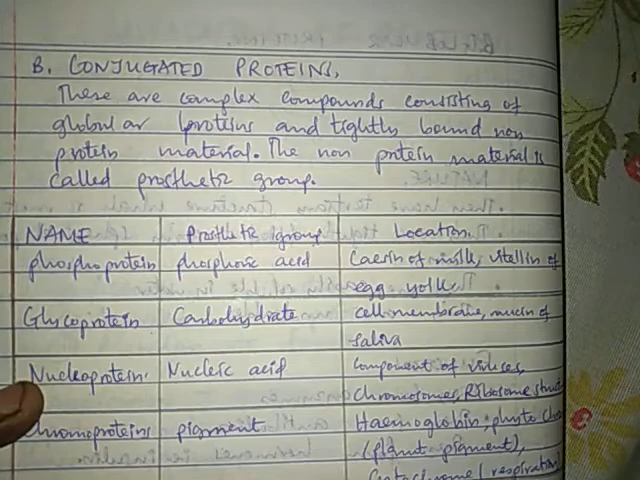 B. CONJUGATED PROTEINS.
These are complex compounds consisting of
globular proteins and tightly bound non
protein material. The non protein material is
called prosthetic group.
NAME Prosthetic group Location.
phosphoprotein phosphoric acid Caesin of milk, vitellin of
egg yolk.
Glycoprotein Carbohydrate cell membrane, mucin of
saliva
Nucleoprotein. Nucleic acid Component of viruses,
Chromosomes, Ribosome
Chromoproteins pigment Haemoglobin, phyto
(plant pigment),
(respiration)